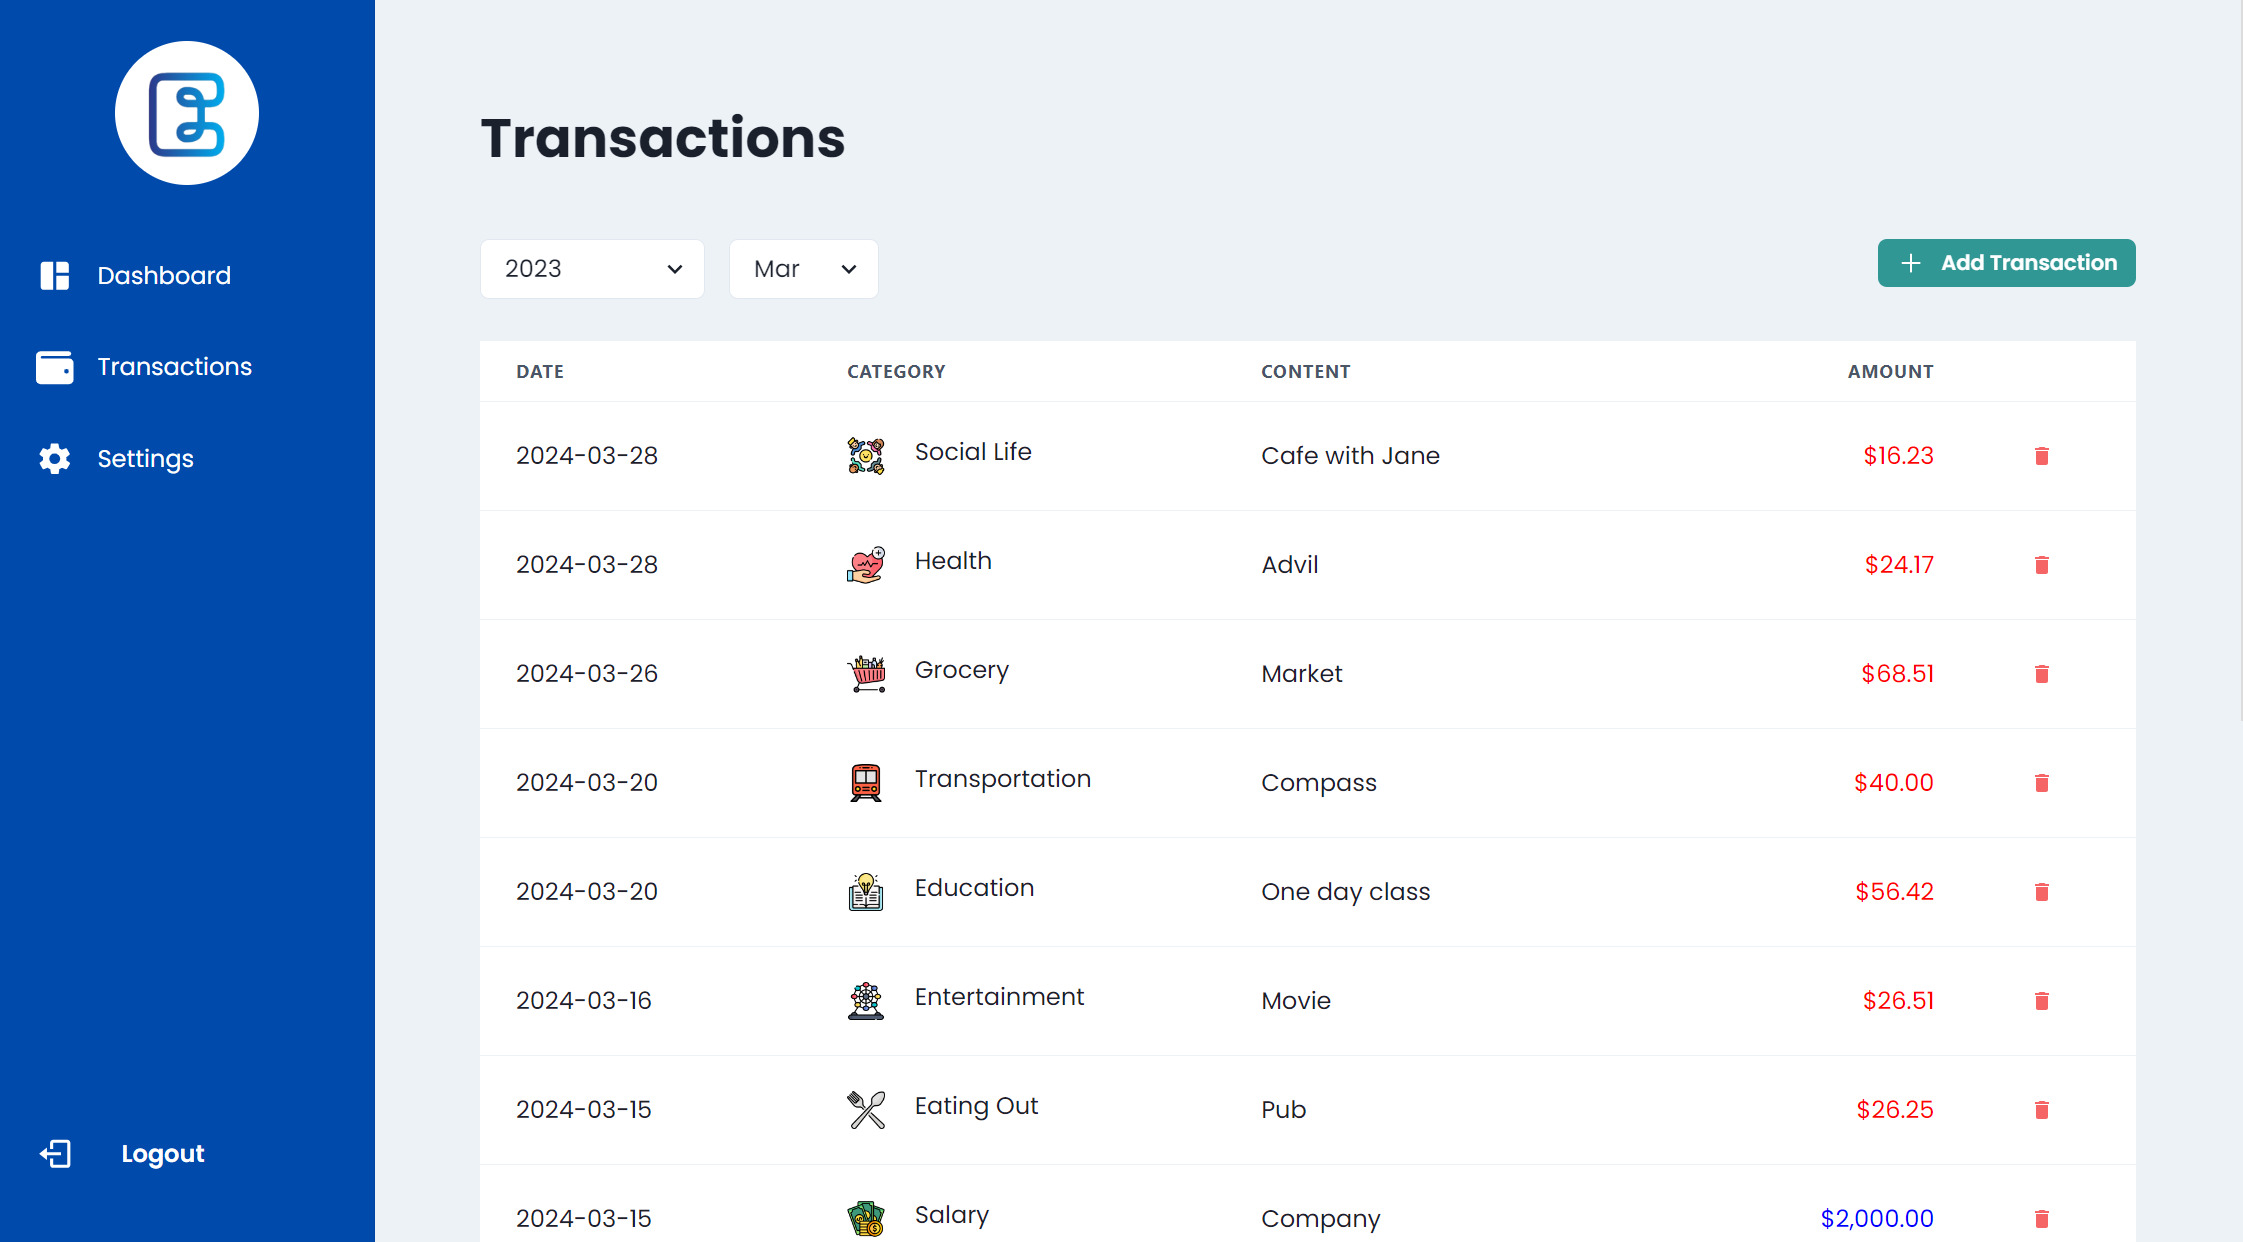 Transactions
Dashboard
Transactions
Settings
Logout
2023 Mar Add Transaction
DATE CATEGORY CONTENT AMOUNT
2024-03-28 Social Life Cafe with Jane $16.23
2024-03-28 Health Advil $24.17
2024-03-26 Grocery Market $68.51
2024-03-20 Transportation Compass $40.00
2024-03-20 Education One day class $56.42
2024-03-16 Entertainment Movie $26.51
2024-03-15 Eating Out Pub $26.25
2024-03-15 Salary Company $2,000.00